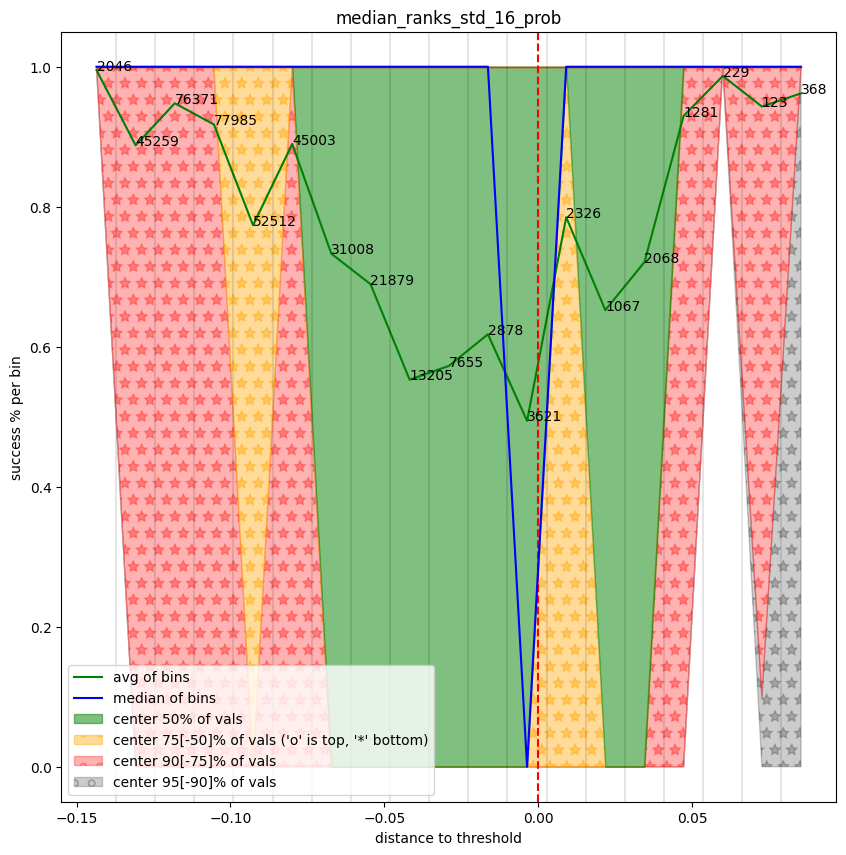 median_ranks_std_16_prob
1.0
0.8
0.6
0.4
0.2
0.0
success % per bin
2046
45259
76371
77985
52512
45003
31008
21879
13205
7655
2878
3621
2326
1067
2068
1281
229
123
368
avg of bins
median of bins
center 50% of vals
center 75[-50]% of vals ('o' is top, '*' bottom)
center 90[-75]% of vals
center 95[-90]% of vals
−0.15 −0.10 −0.05 0.00 0.05
distance to threshold